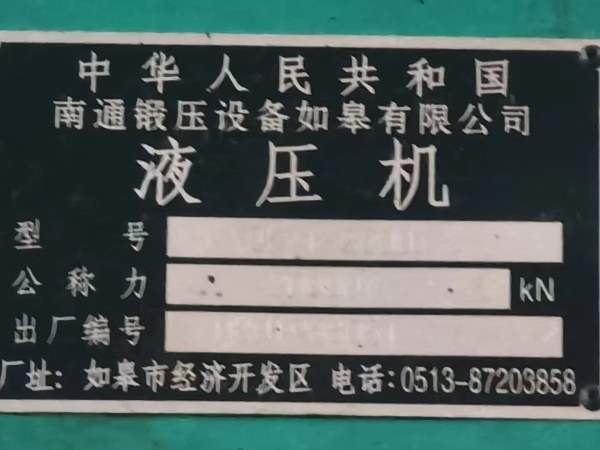 中华人民共和国
南通锻压设备如皋有限公司
液压机
型号
公称力 kN
出厂编号
厂址: 如皋市经济开发区 电话: 0513-87203858